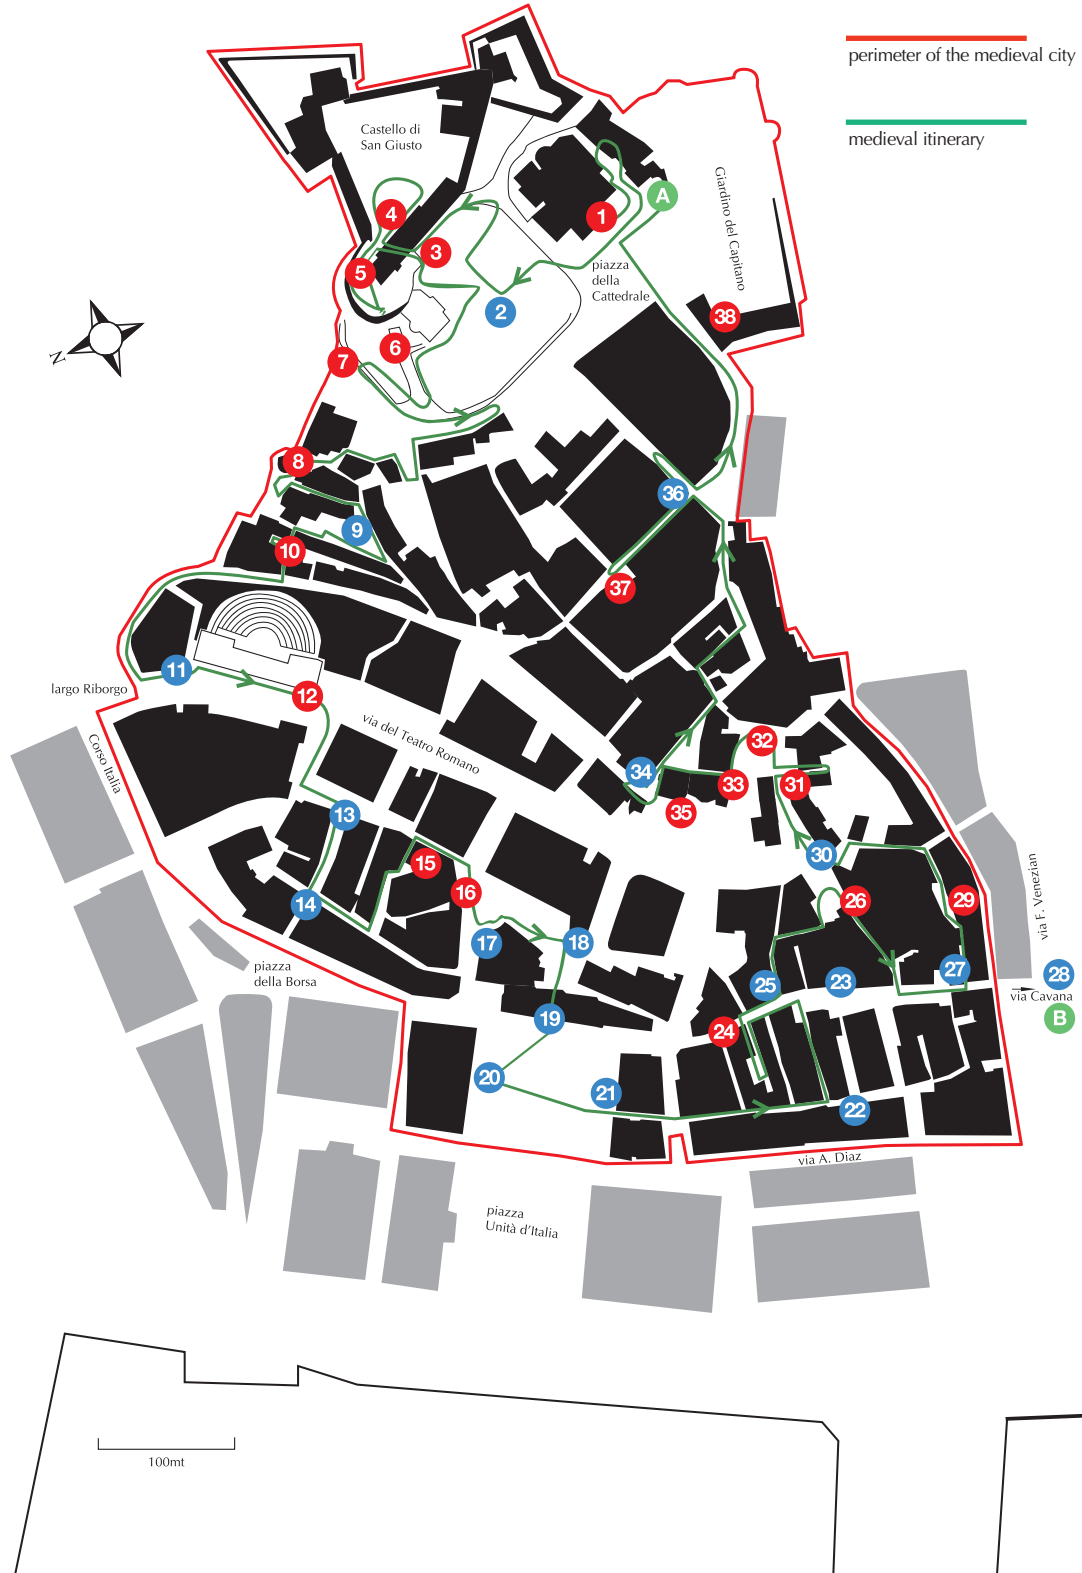 perimeter of the medieval city
medieval itinerary
Castello di
San Giusto
Giardino del Capitano
A
1
4
3
5
piazza
della
Cattedrale
2
38
6
7
N
8
36
9
10
37
11
largo Riborgo
12
via del Teatro Romano
Corso Italia
32
34
33
31
35
13
30
15
16
14
26
29
via F. Venezian
17
18
piazza
della Borsa
25
23
27
28
via Cavana
B
19
24
20
21
22
via A. Diaz
piazza
Unità d'Italia
100mt